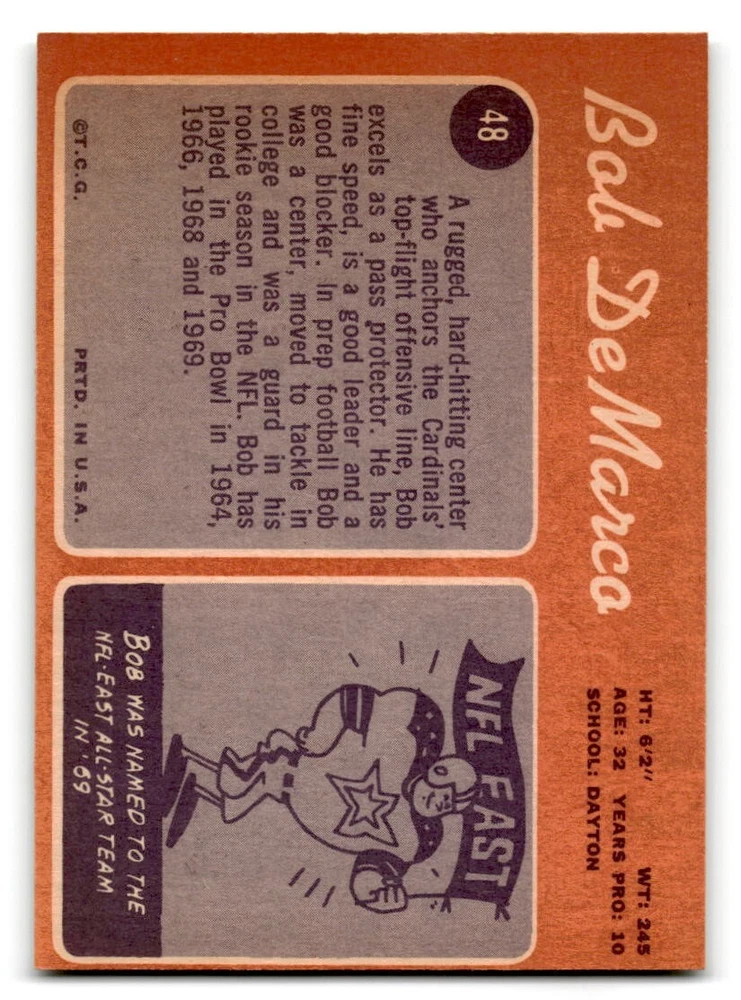 Bob DeMarco
HT: 6'2" WT: 245
AGE: 32 YEARS PRO: 10
SCHOOL: DAYTON
48
A rugged, hard-hitting center
who anchors the Cardinals'
top-flight offensive line, Bob
excels as a pass protector. He has
fine speed, is a good leader and a
good blocker. In prep football Bob
was a center, moved to tackle in
college and was a guard in his
rookie season in the NFL. Bob has
played in the Pro Bowl in 1964,
1966, 1968 and 1969.
©T.C.G. PRTD. IN U.S.A.
NFL EAST
BOB WAS NAMED TO THE
NFL-EAST ALL-STAR TEAM
IN '69